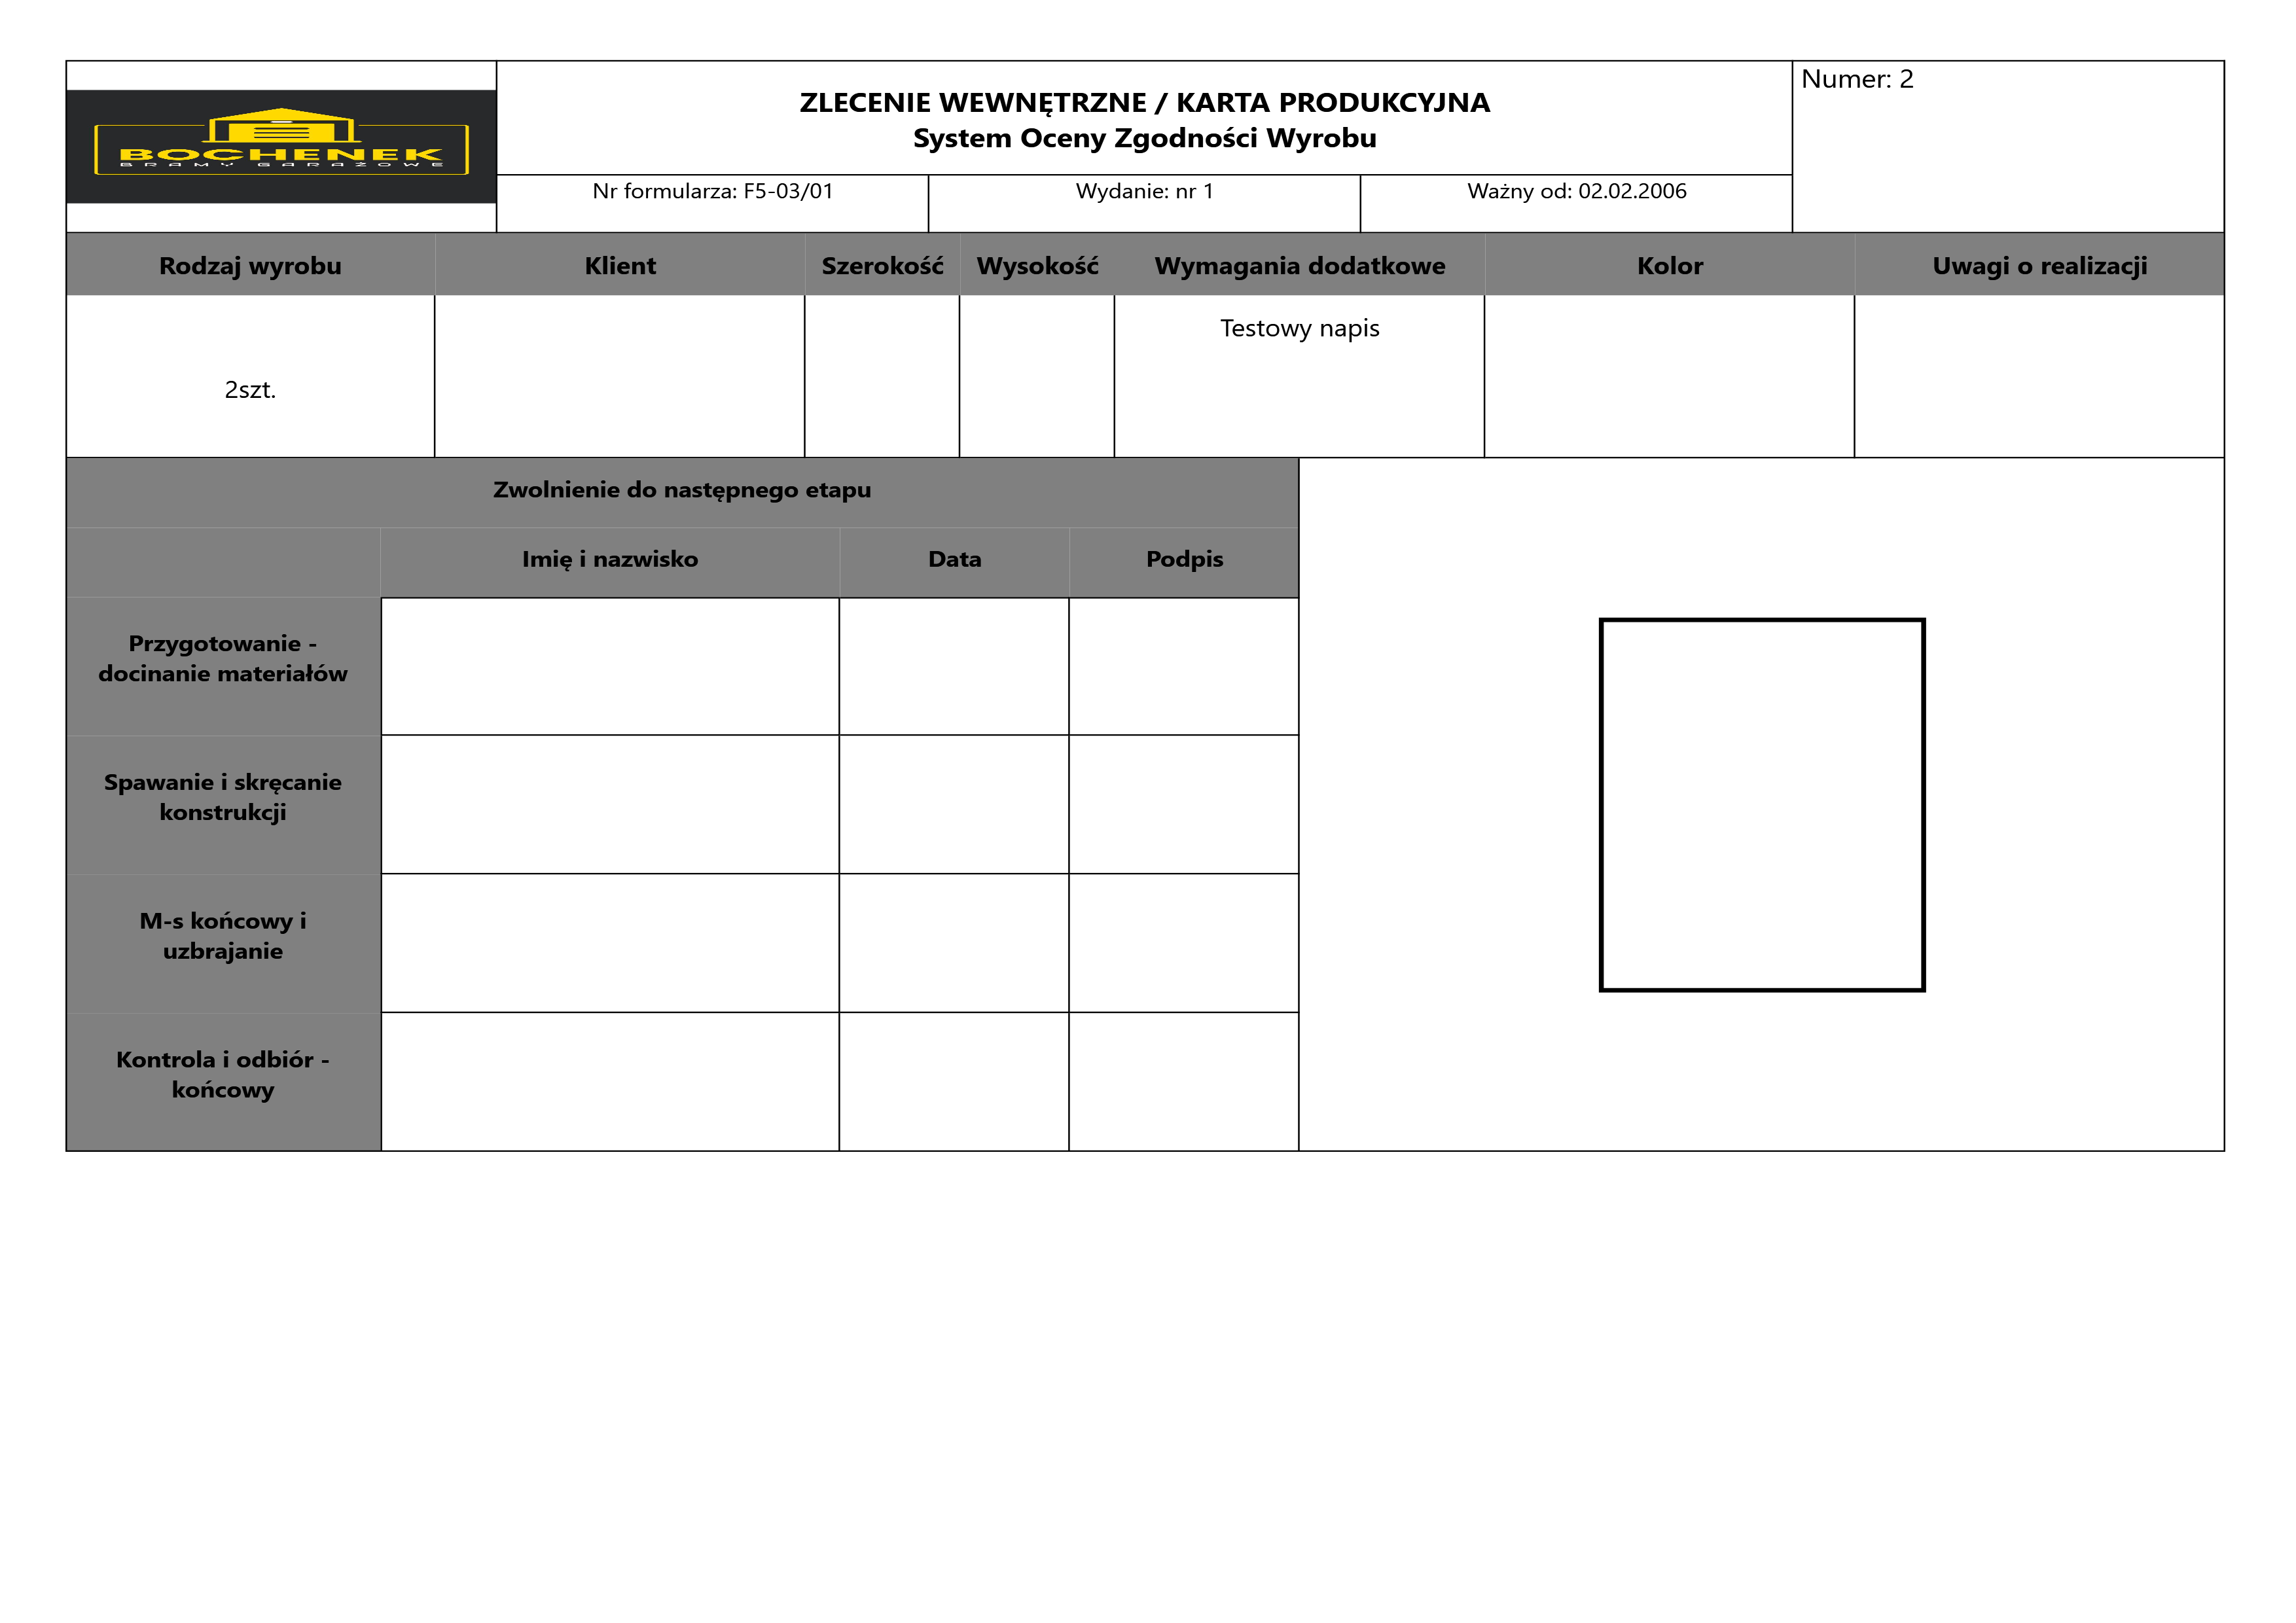 BOCHENEK
BRAMY GARAŻOWE
ZLECENIE WEWNĘTRZNE / KARTA PRODUKCYJNA
System Oceny Zgodności Wyrobu
Numer: 2
Nr formularza: F5-03/01
Wydanie: nr 1
Ważny od: 02.02.2006
Rodzaj wyrobu
Klient
Szerokość
Wysokość
Wymagania dodatkowe
Kolor
Uwagi o realizacji
2szt.
Testowy napis
Zwolnienie do następnego etapu
Imię i nazwisko
Data
Podpis
Przygotowanie -
docinanie materiałów
Spawanie i skręcanie
konstrukcji
M-s końcowy i
uzbrajanie
Kontrola i odbiór -
końcowy